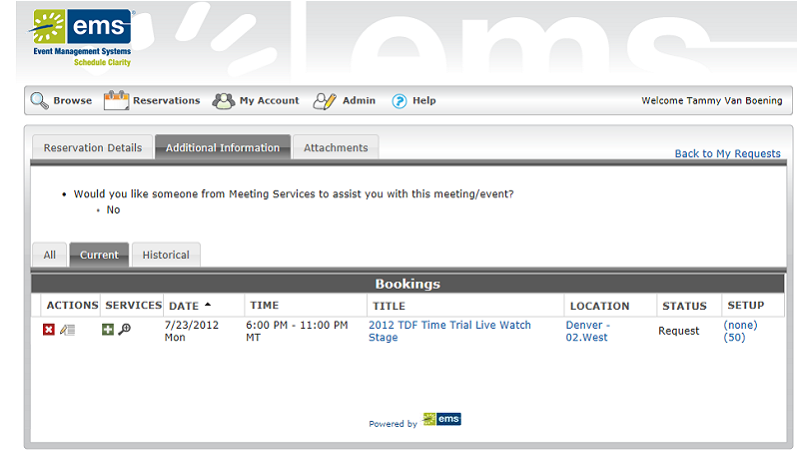 ems
Event Management Systems
Schedule Clarity
ems
Browse Reservations My Account Admin ? Help Welcome Tammy Van Boening
Reservation Details Additional Information Attachments
Back to My Requests
• Would you like someone from Meeting Services to assist you with this meeting/event?
• No
All Current Historical
Bookings
ACTIONS SERVICES DATE TIME TITLE LOCATION STATUS SETUP
7/23/2012 6:00 PM - 11:00 PM 2012 TDF Time Trial Live Watch Denver - Request (none)
Mon MT Stage 02.West (50)
Powered by ems